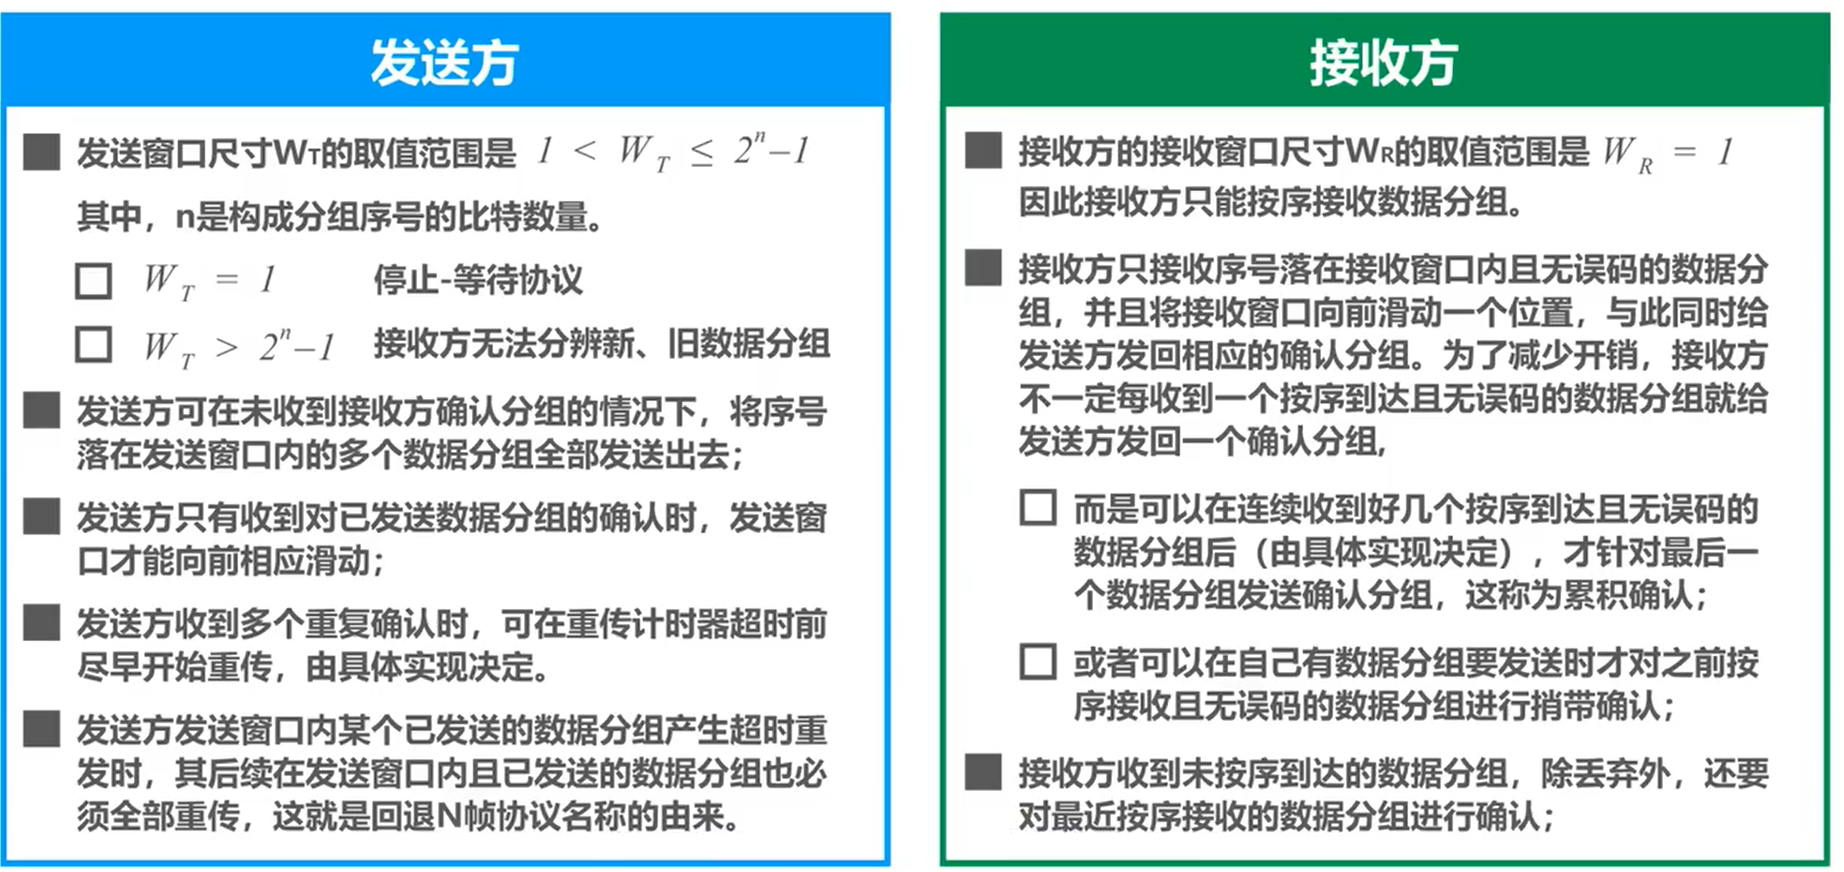 发送方
发送窗口尺寸WT的取值范围是 1 < W_T ≤ 2^n−1
其中，n是构成分组序号的比特数量。
W_T = 1 停止-等待协议
W_T > 2^n−1 接收方无法分辨新、旧数据分组
发送方可在未收到接收方确认分组的情况下，将序号
落在发送窗口内的多个数据分组全部发送出去；
发送方只有收到对已发送数据分组的确认时，发送窗
口才能向前相应滑动；
发送方收到多个重复确认时，可在重传计时器超时前
尽早开始重传，由具体实现决定。
发送方发送窗口内某个已发送的数据分组产生超时重
发时，其后续在发送窗口内且已发送的数据分组也必
须全部重传，这就是回退N帧协议名称的由来。
接收方
接收方的接收窗口尺寸WR的取值范围是 W_R = 1
因此接收方只能按序接收数据分组。
接收方只接收序号落在接收窗口内且无误码的数据分
组，并且将接收窗口向前滑动一个位置，与此同时给
发送方发回相应的确认分组。为了减少开销，接收方
不一定每收到一个按序到达且无误码的数据分组就给
发送方发回一个确认分组,
而是可以在连续收到好几个按序到达且无误码的
数据分组后（由具体实现决定），才针对最后一
个数据分组发送确认分组，这称为累积确认；
或者可以在自己有数据分组要发送时才对之前按
序接收且无误码的数据分组进行捎带确认；
接收方收到未按序到达的数据分组，除丢弃外，还要
对最近按序接收的数据分组进行确认；